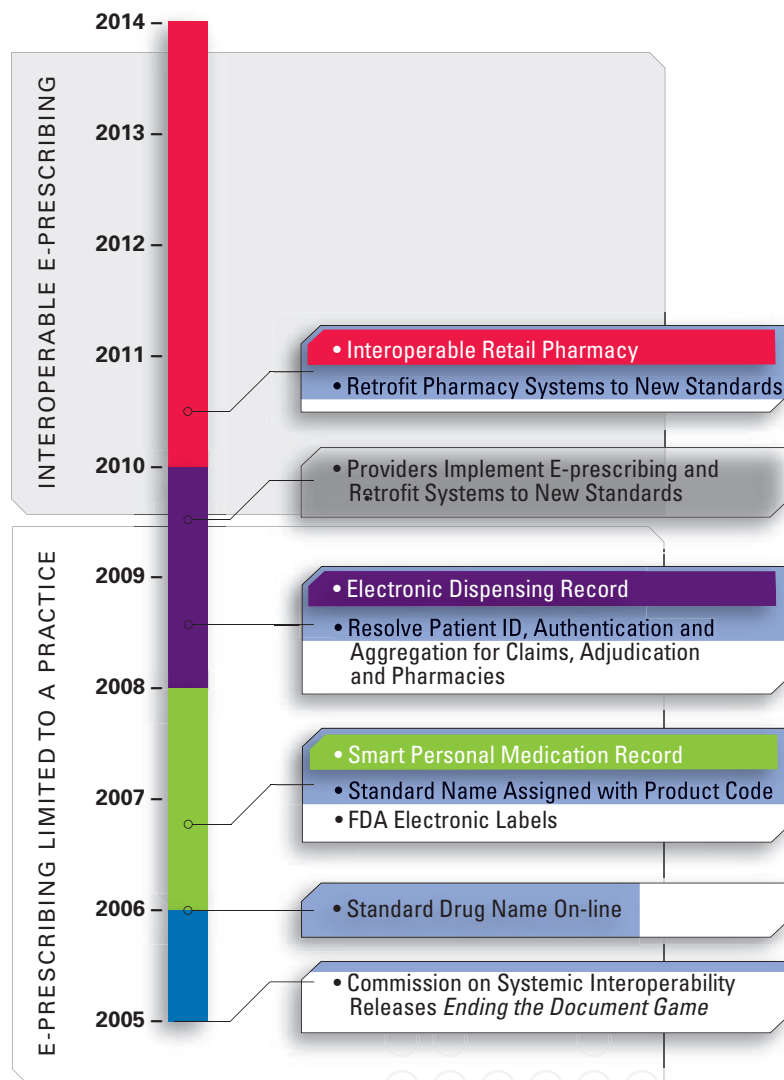 2014 –
INTEROPERABLE E-PRESCRIBING
2013 –
2012 –
2011 –
• Interoperable Retail Pharmacy
• Retrofit Pharmacy Systems to New Standards
2010 –
• Providers Implement E-prescribing and
Retrofit Systems to New Standards
E-PRESCRIBING LIMITED TO A PRACTICE
2009 –
• Electronic Dispensing Record
• Resolve Patient ID, Authentication and
Aggregation for Claims, Adjudication
and Pharmacies
2008 –
• Smart Personal Medication Record
2007 –
• Standard Name Assigned with Product Code
• FDA Electronic Labels
2006 –
• Standard Drug Name On-line
• Commission on Systemic Interoperability
Releases Ending the Document Game
2005 –